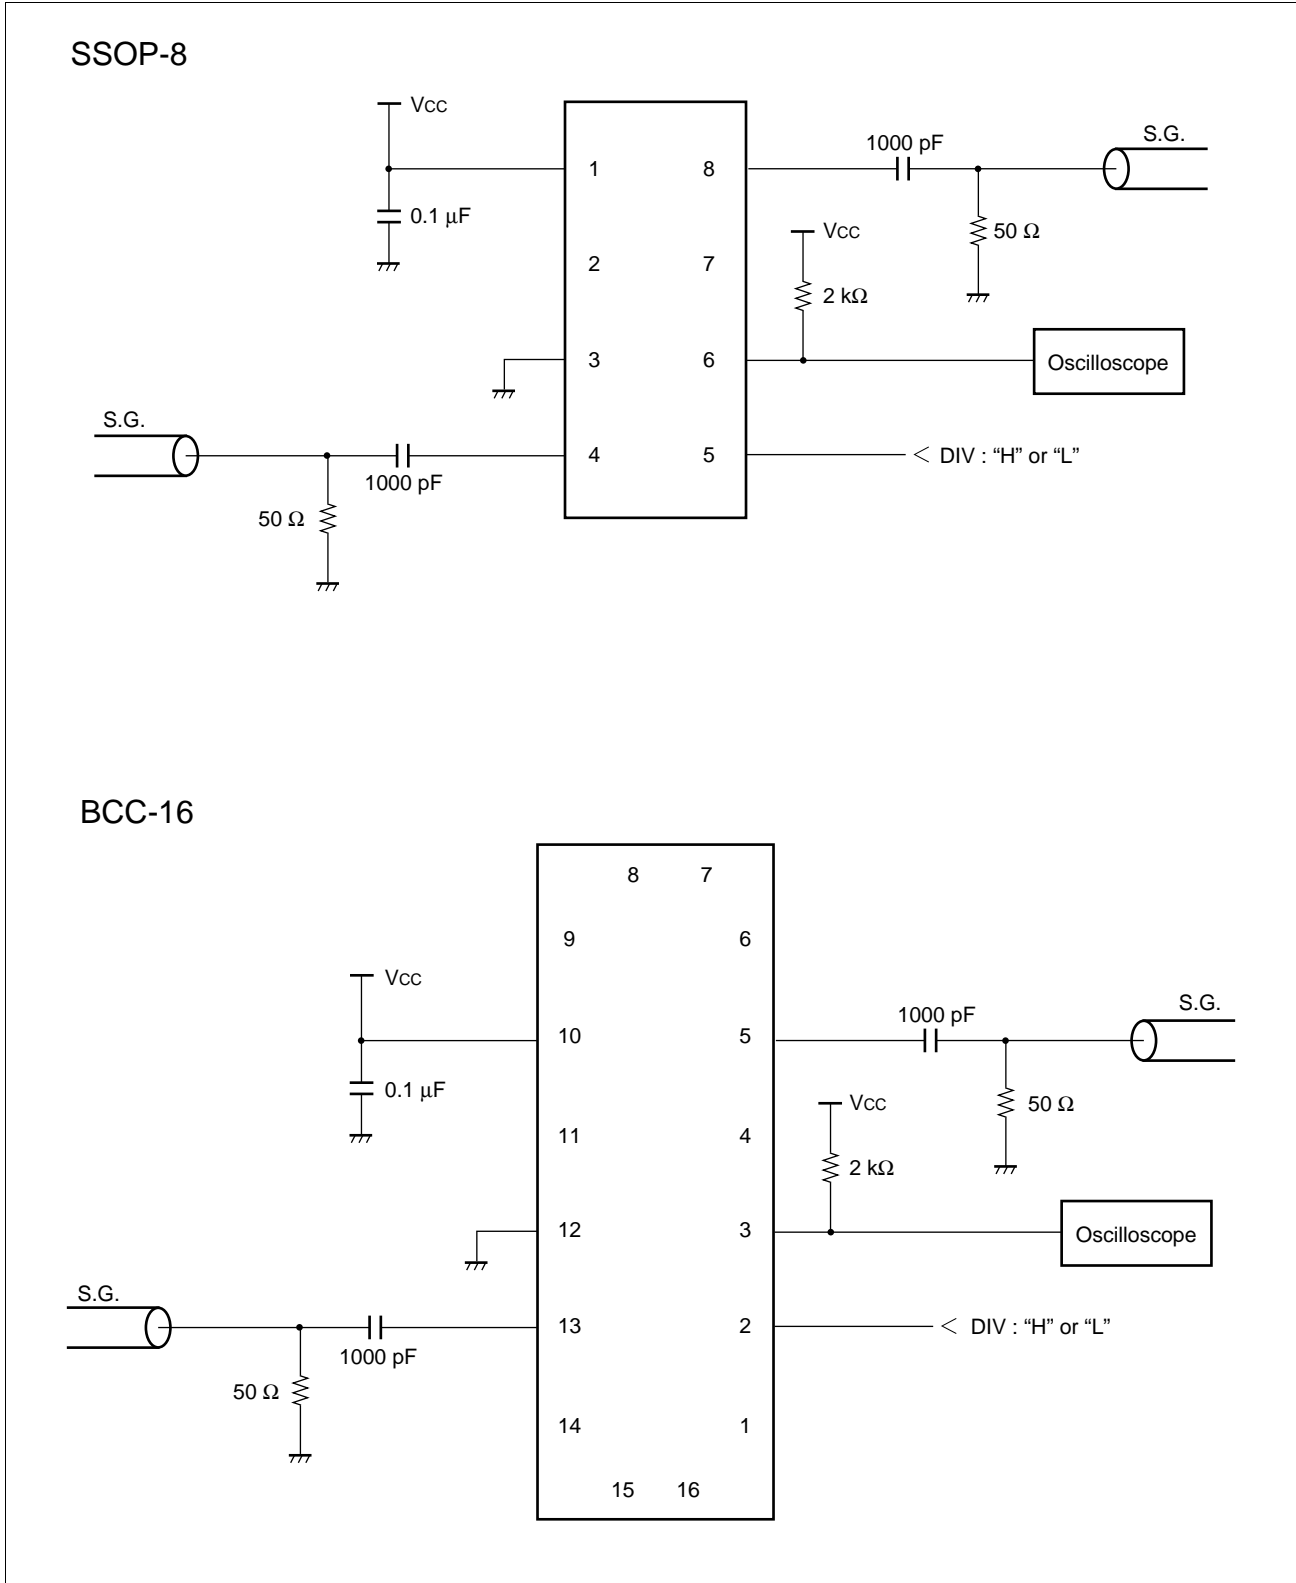 SSOP-8
VCC
0.1 μF
1
2
3
4
8
7
6
5
1000 pF
S.G.
50 Ω
VCC
2 kΩ
Oscilloscope
DIV : “H” or “L”
S.G.
1000 pF
50 Ω
BCC-16
8 7
9
10
11
12
13
14
15 16
6
5
4
3
2
1
VCC
0.1 μF
1000 pF
S.G.
50 Ω
VCC
2 kΩ
Oscilloscope
DIV : “H” or “L”
S.G.
1000 pF
50 Ω